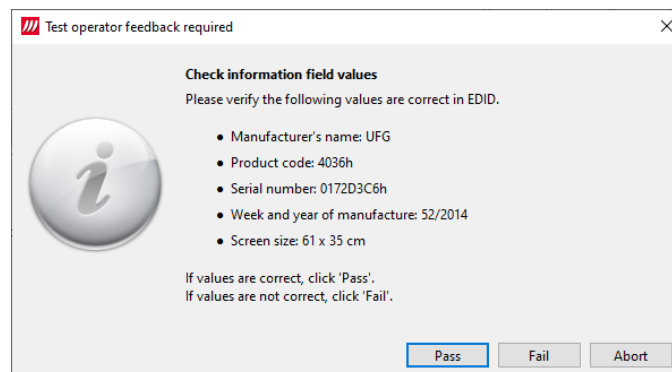 Test operator feedback required
Check information field values
Please verify the following values are correct in EDID.
• Manufacturer's name: UFG
• Product code: 4036h
• Serial number: 0172D3C6h
• Week and year of manufacture: 52/2014
• Screen size: 61 x 35 cm
If values are correct, click 'Pass'.
If values are not correct, click 'Fail'.
Pass Fail Abort